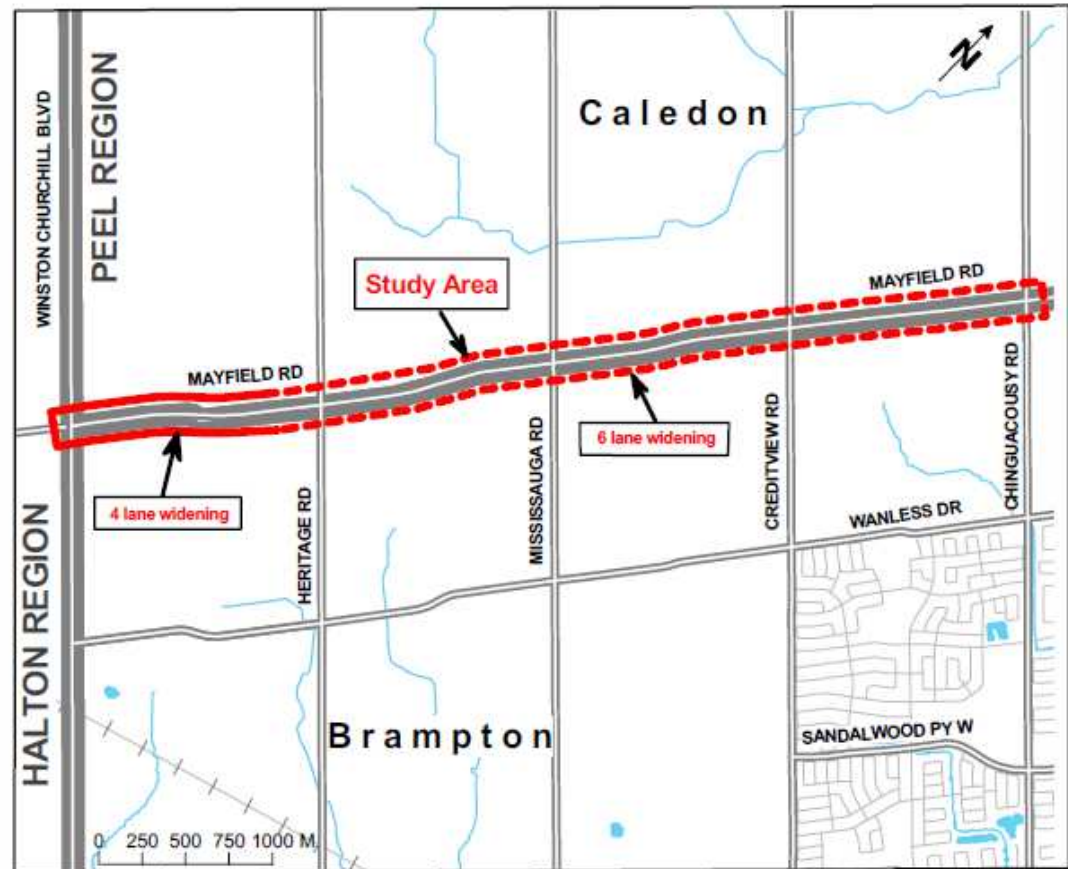 WINSTON CHURCHILL BLVD
PEEL REGION
Caledon
N
Study Area
MAYFIELD RD
MAYFIELD RD
4 lane widening
6 lane widening
HALTON REGION
HERITAGE RD
MISSISSAUGA RD
CREDITVIEW RD
CHINGUACOUSY RD
WANLESS DR
Brampton
SANDALWOOD PY W
0 250 500 750 1000 M